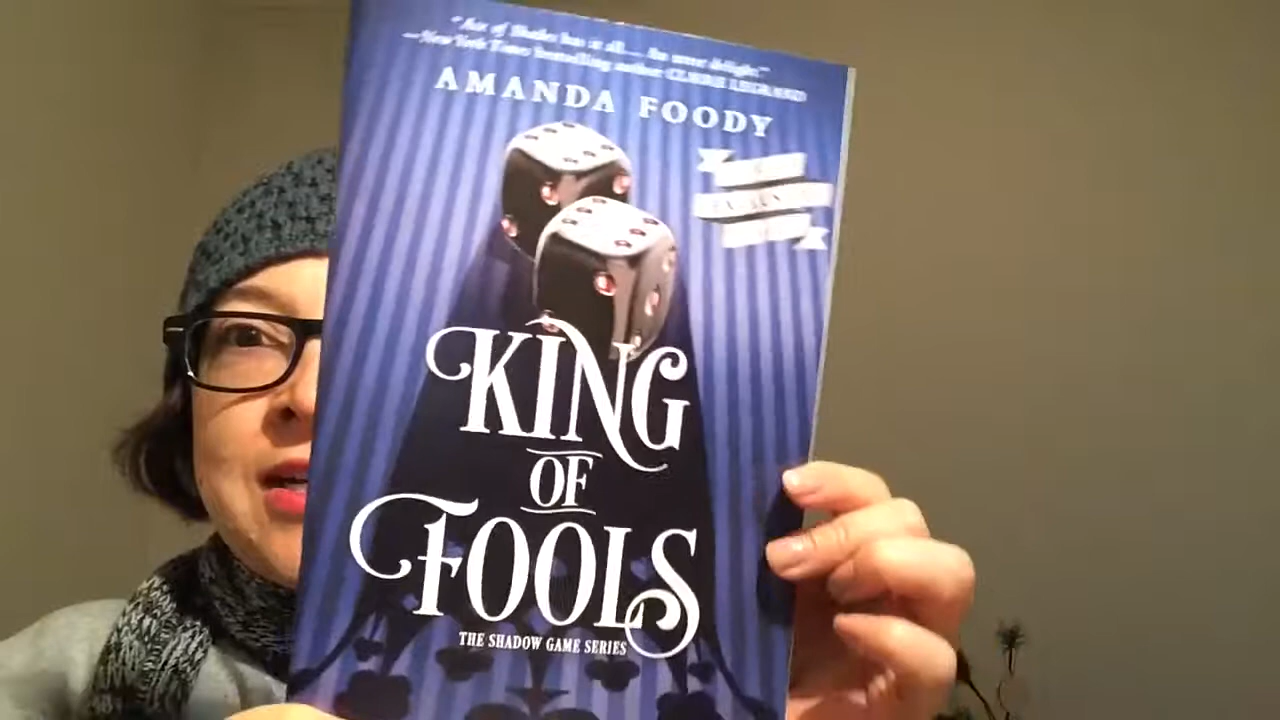 "Ace of Shades has it all... An utter delight."
—New York Times bestselling author CLAIRE LEGRAND
AMANDA FOODY
KING
OF
FOOLS
THE SHADOW GAME SERIES